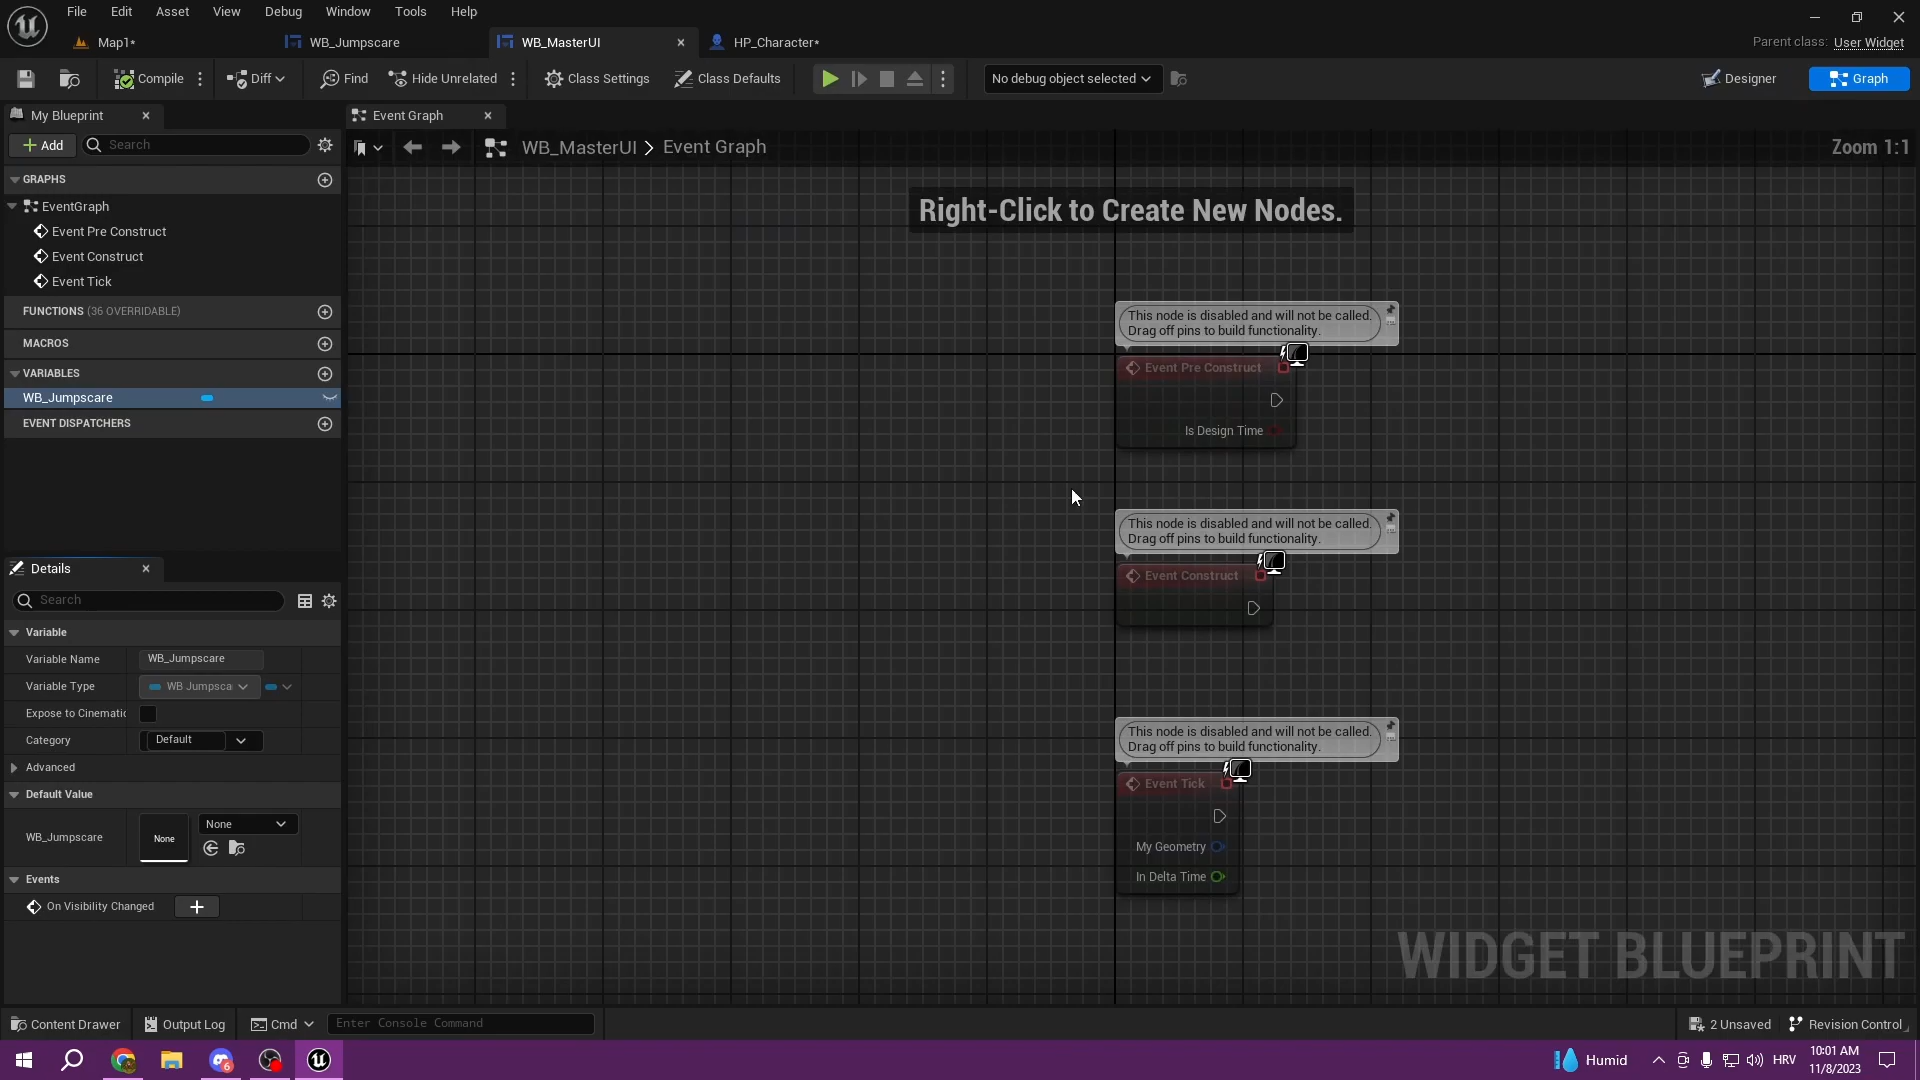 File Edit Asset View Debug Window Tools Help
Map1*
WB_Jumpscare
WB_MasterUI
HP_Character*
Parent class: User Widget
Compile
Diff
Find
Hide Unrelated
Class Settings
Class Defaults
No debug object selected
Designer
Graph
My Blueprint
Event Graph
Add
Search
WB_MasterUI > Event Graph
Zoom 1:1
GRAPHS
EventGraph
Event Pre Construct
Event Construct
Event Tick
FUNCTIONS (36 OVERRIDABLE)
MACROS
VARIABLES
WB_Jumpscare
EVENT DISPATCHERS
Right-Click to Create New Nodes.
This node is disabled and will not be called.
Drag off pins to build functionality.
Event Pre Construct
Is Design Time
This node is disabled and will not be called.
Drag off pins to build functionality.
Event Construct
This node is disabled and will not be called.
Drag off pins to build functionality.
Event Tick
My Geometry
In Delta Time
WIDGET BLUEPRINT
Details
Search
Variable
Variable Name
WB_Jumpscare
Variable Type
WB Jumpsca
Expose to Cinematic
Category
Default
Advanced
Default Value
WB_Jumpscare
None
None
Events
On Visibility Changed
Content Drawer
Output Log
Cmd
Enter Console Command
2 Unsaved
Revision Control
6
Humid
HRV
10:01 AM
11/8/2023